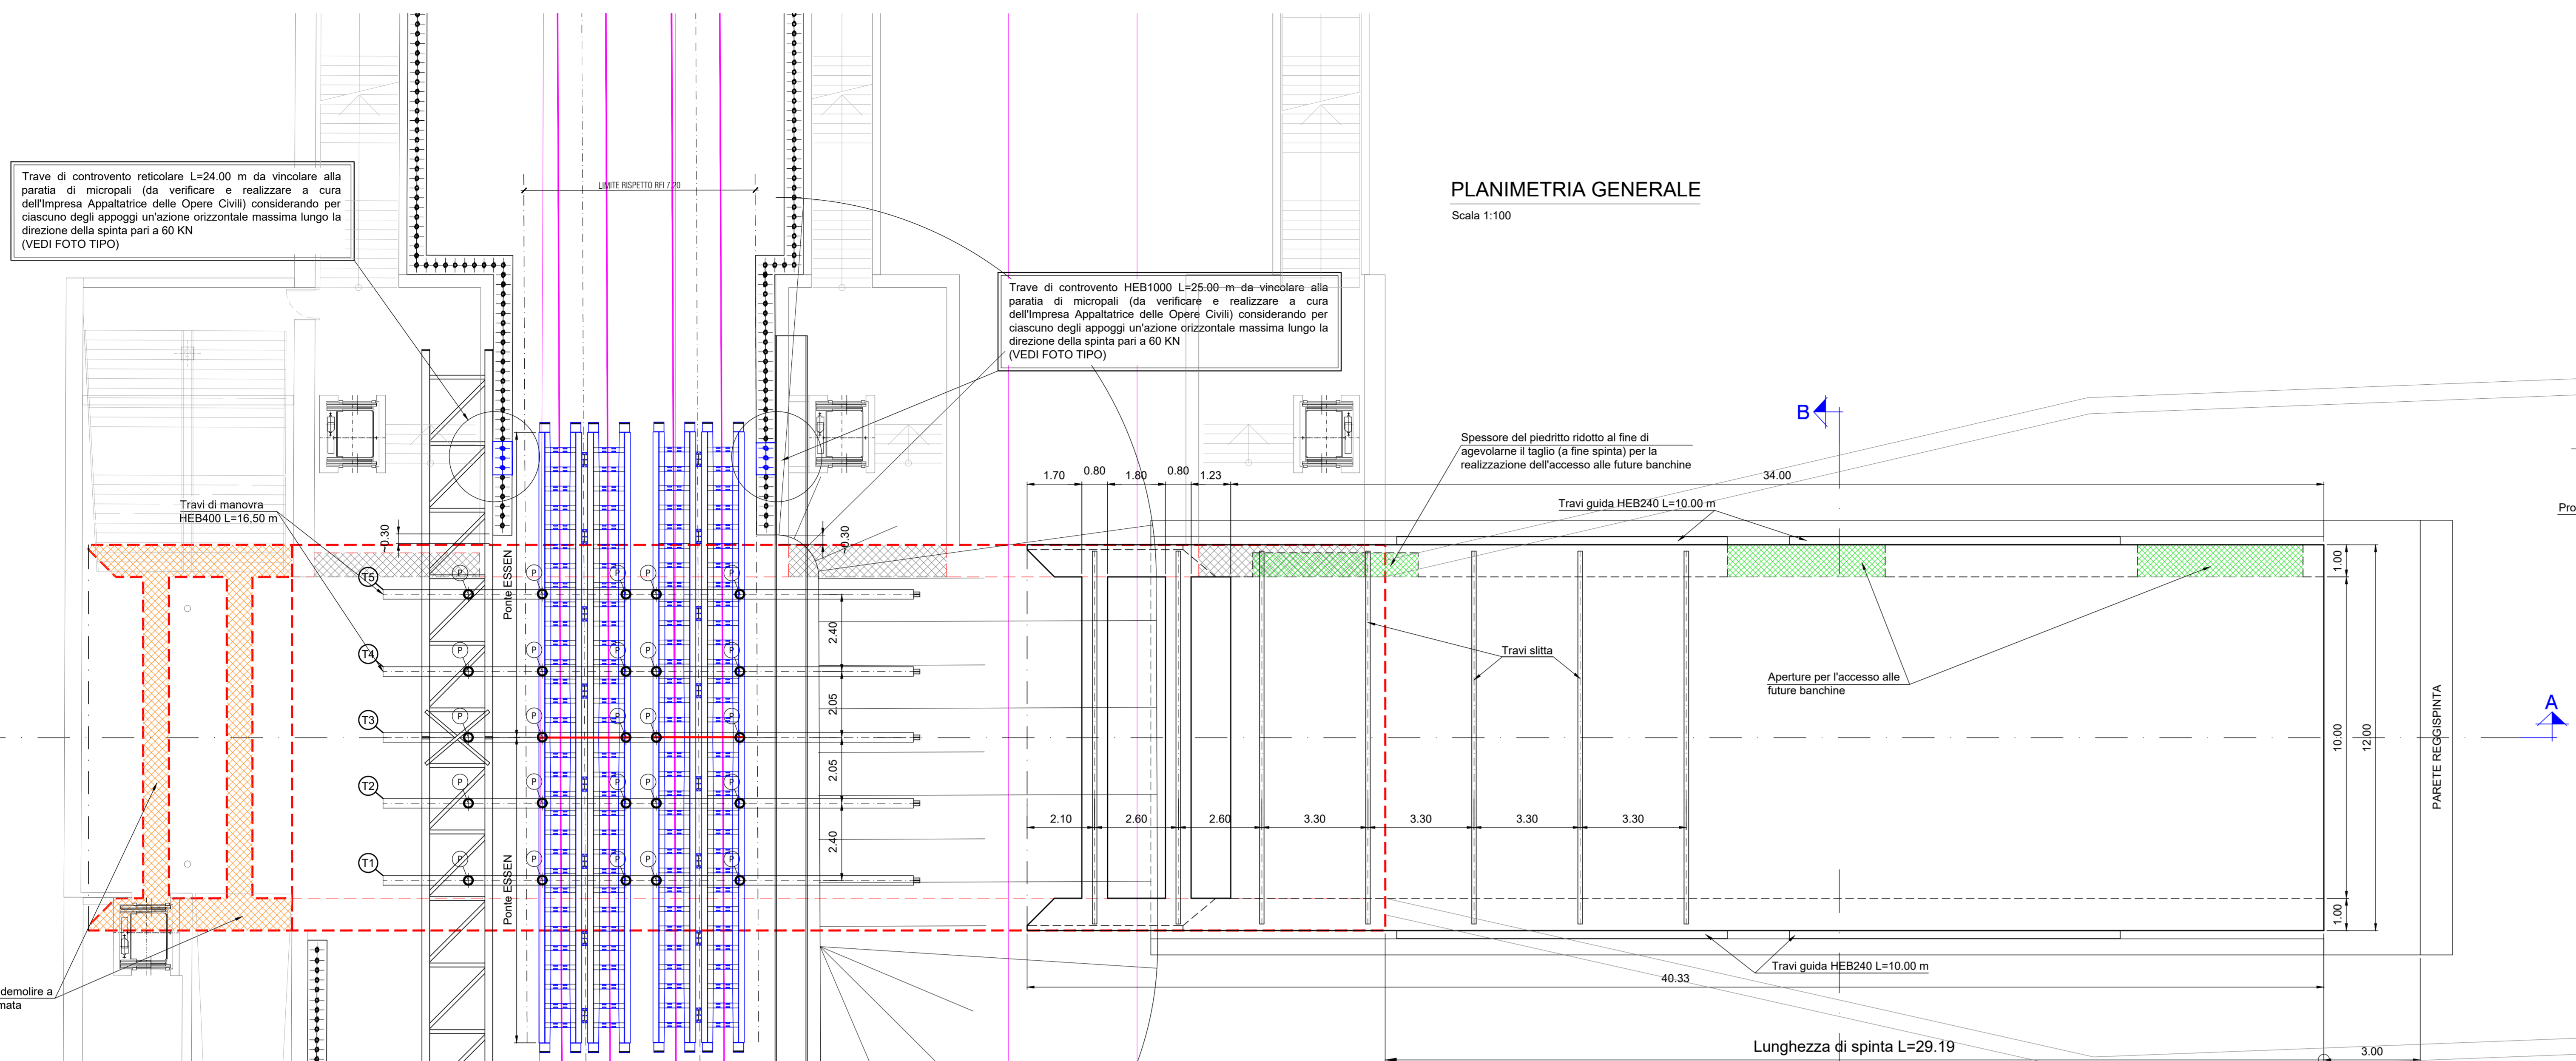 LIMITE RISPETTO RFI 7.20
PLANIMETRIA GENERALE
Scala 1:100
Trave di controvento reticolare L=24.00 m da vincolare alla
paratia di micropali (da verificare e realizzare a cura
dell'Impresa Appaltatrice delle Opere Civili) considerando per
ciascuno degli appoggi un'azione orizzontale massima lungo la
direzione della spinta pari a 60 KN
(VEDI FOTO TIPO)
Trave di controvento HEB1000 L=25.00 m da vincolare alla
paratia di micropali (da verificare e realizzare a cura
dell'Impresa Appaltatrice delle Opere Civili) considerando per
ciascuno degli appoggi un'azione orizzontale massima lungo la
direzione della spinta pari a 60 KN
(VEDI FOTO TIPO)
B
Spessore del piedritto ridotto al fine di
agevolarne il taglio (a fine spinta) per la
realizzazione dell'accesso alle future banchine
1.70
0.80
1.80
0.80
1.23
34.00
Travi di manovra
HEB400 L=16,50 m
Travi guida HEB240 L=10.00 m
Pro
~0.30
~0.30
Ponte ESSEN
T5
P
P
P
P
P
2.40
1.00
T4
P
P
P
P
P
Travi slitta
Aperture per l'accesso alle
future banchine
2.05
T3
P
P
P
P
P
A
10.00
12.00
PARETE REGGISPINTA
2.05
T2
P
P
P
P
P
2.10
2.60
2.60
3.30
3.30
3.30
3.30
2.40
T1
P
P
P
P
P
Ponte ESSEN
1.00
Travi guida HEB240 L=10.00 m
40.33
demolire a
mata
Lunghezza di spinta L=29.19
3.00